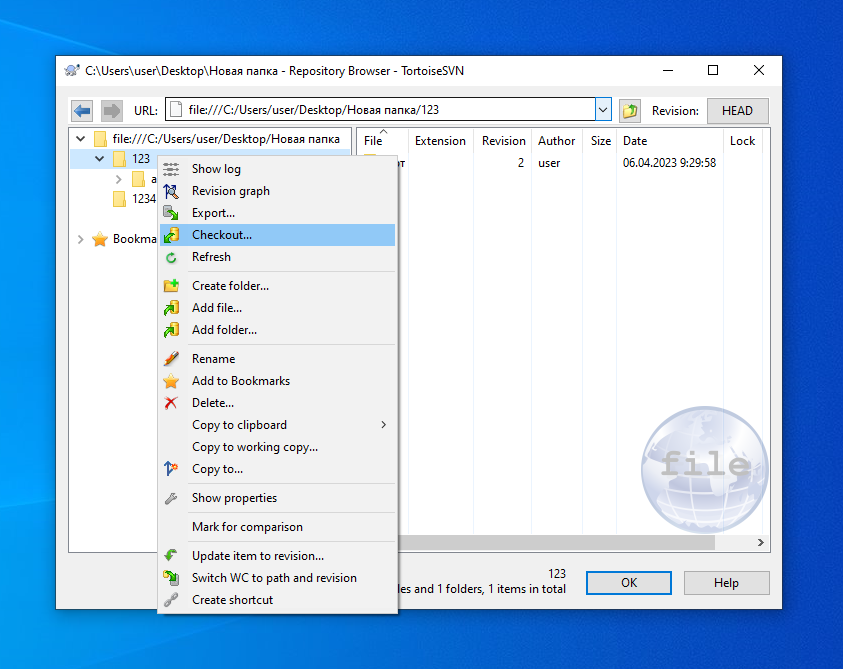 C:\Users\user\Desktop\Новая папка - Repository Browser - TortoiseSVN
URL: file:///C:/Users/user/Desktop/Новая папка/123 Revision: HEAD
file:///C:/Users/user/Desktop/Новая папка
File Extension Revision Author Size Date Lock
123
2 user 06.04.2023 9:29:58
a
1234
Bookma
Show log
Revision graph
Export...
Checkout...
Refresh
Create folder...
Add file...
Add folder...
Rename
Add to Bookmarks
Delete...
Copy to clipboard
Copy to working copy...
Copy to...
Show properties
Mark for comparison
Update item to revision...
Switch WC to path and revision
Create shortcut
file
123
les and 1 folders, 1 items in total
OK
Help